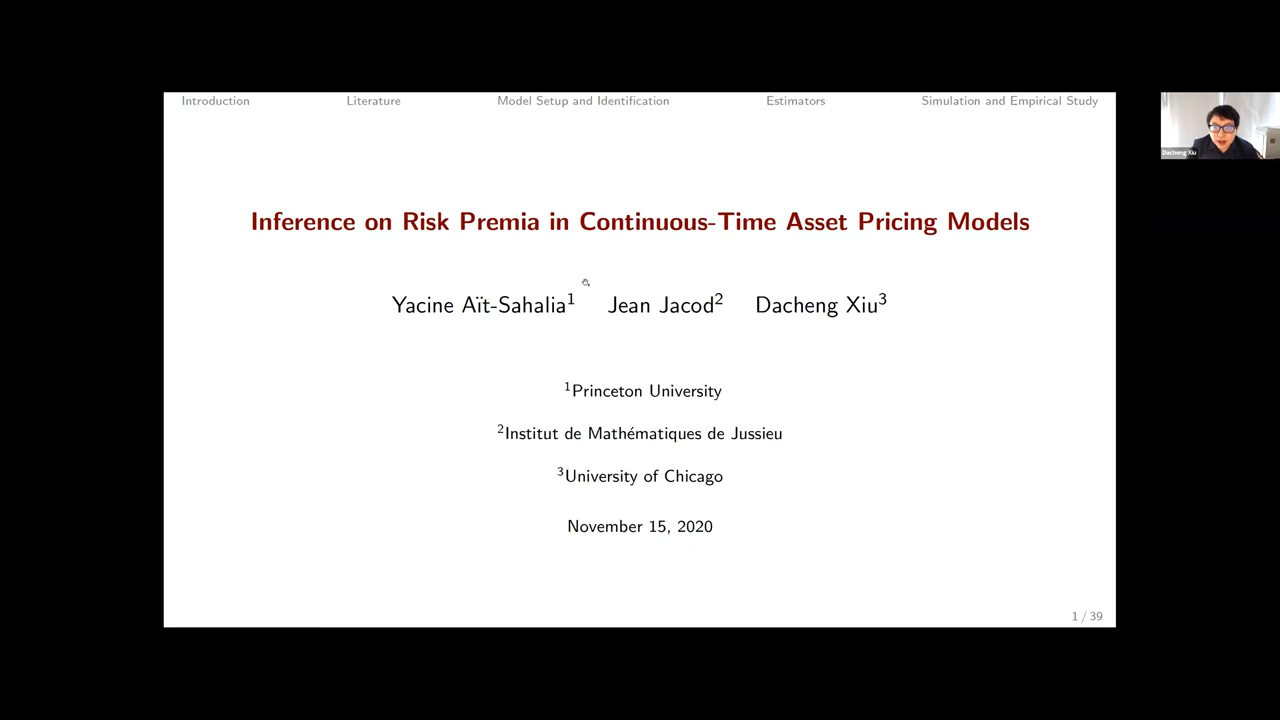 Introduction Literature Model Setup and Identification Estimators Simulation and Empirical Study
Inference on Risk Premia in Continuous-Time Asset Pricing Models
Yacine Aït-Sahalia¹ Jean Jacod² Dacheng Xiu³
¹Princeton University
²Institut de Mathématiques de Jussieu
³University of Chicago
November 15, 2020
1 / 39
Dacheng Xiu